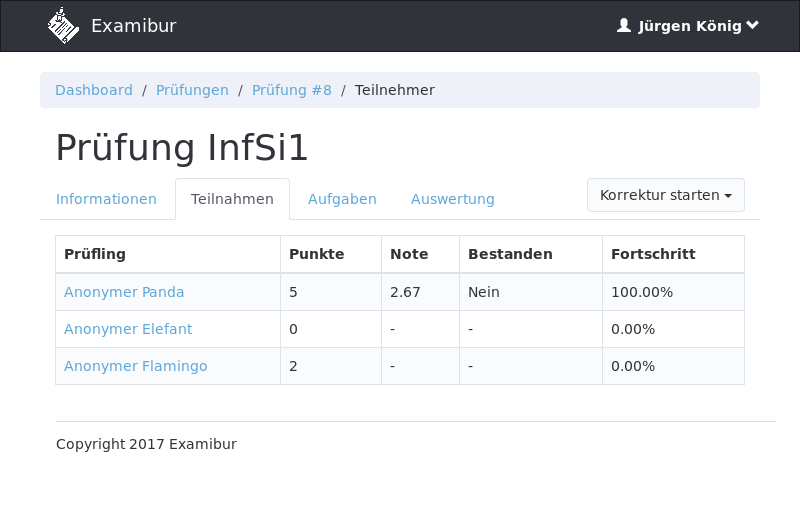 Examibur
Jürgen König
Dashboard / Prüfungen / Prüfung #8 / Teilnehmer
Prüfung InfSi1
Informationen Teilnahmen Aufgaben Auswertung Korrektur starten
Prüfling Punkte Note Bestanden Fortschritt
Anonymer Panda 5 2.67 Nein 100.00%
Anonymer Elefant 0 - - 0.00%
Anonymer Flamingo 2 - - 0.00%
Copyright 2017 Examibur